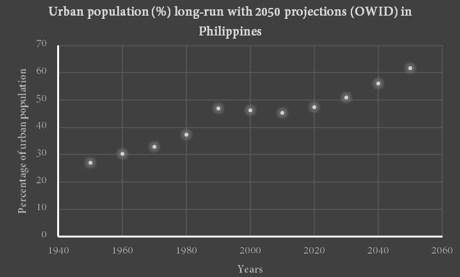 Urban population (%) long-run with 2050 projections (OWID) in
Philippines
Percentage of urban population
70
60
50
40
30
20
10
0
1940 1960 1980 2000 2020 2040 2060
Years